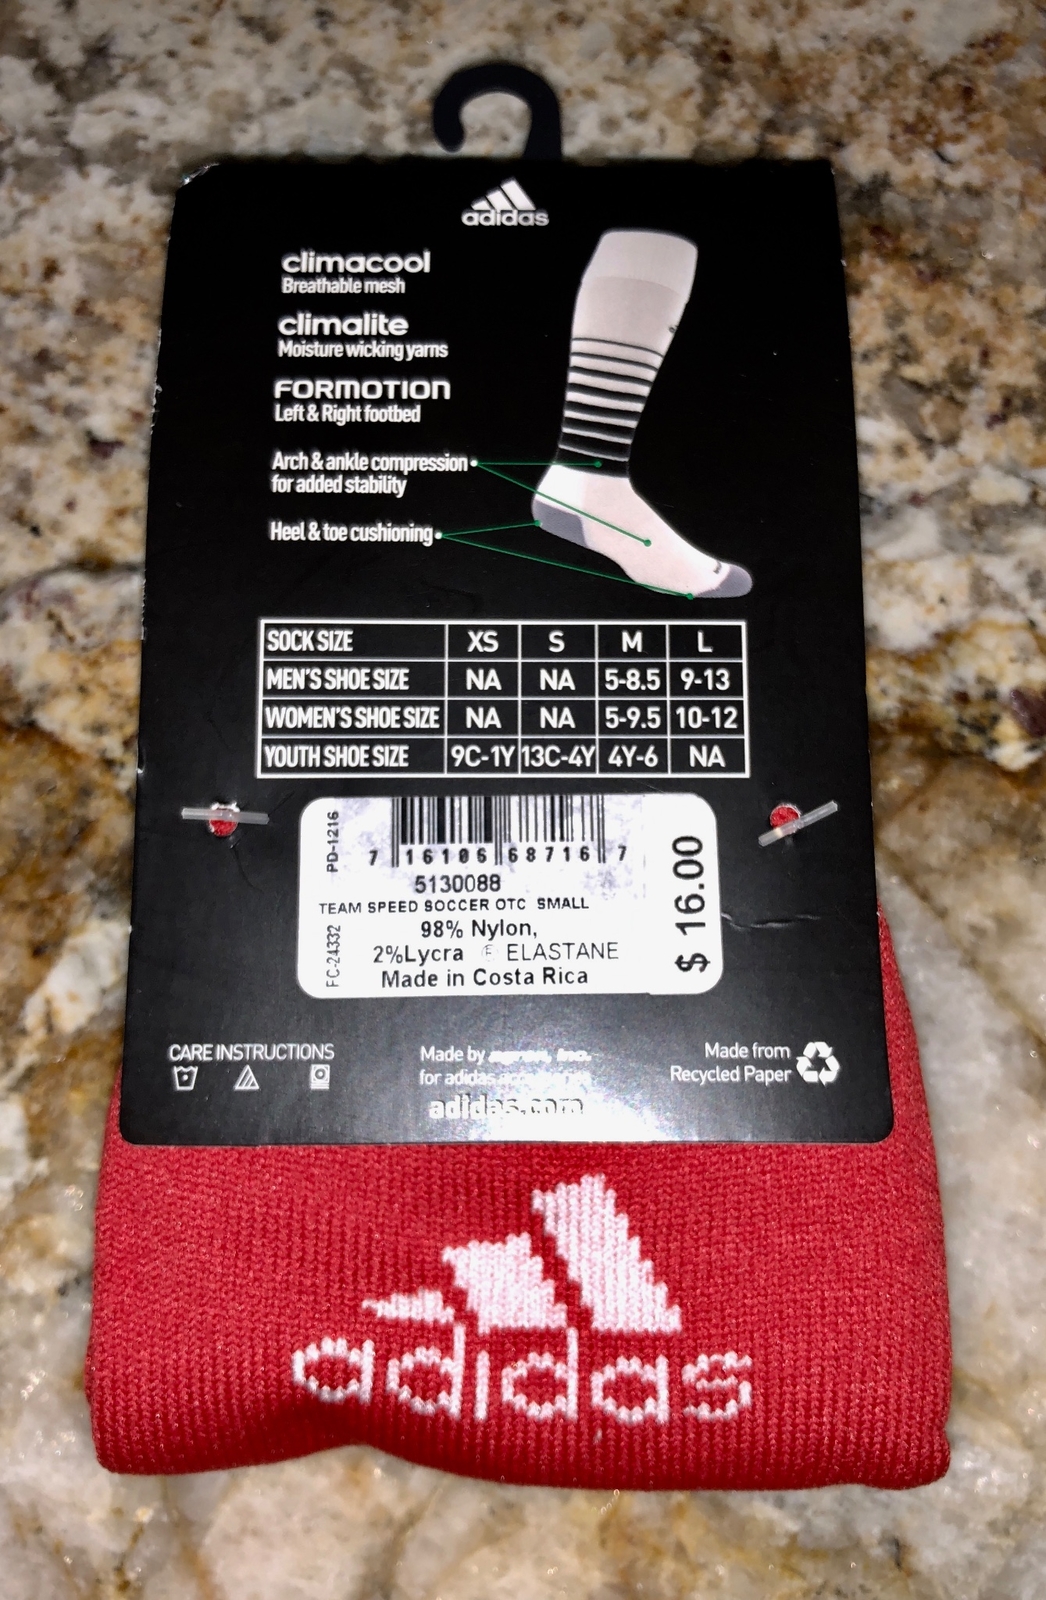 adidas
climacool
Breathable mesh
climalite
Moisture wicking yarns
FORMOTION
Left & Right footbed
Arch & ankle compression
for added stability
Heel & toe cushioning
SOCK SIZE XS S M L
MEN'S SHOE SIZE NA NA 5-8.5 9-13
WOMEN'S SHOE SIZE NA NA 5-9.5 10-12
YOUTH SHOE SIZE 9C-1Y 13C-4Y 4Y-6 NA
PD-1216
7 16106 68716 7
5130088
TEAM SPEED SOCCER OTC SMALL
98% Nylon,
2%Lycra ELASTANE
Made in Costa Rica
FC-24332
$ 16.00
CARE INSTRUCTIONS
Made by agron, inc.
for adidas
adidas.com
Made from
Recycled Paper
adidas